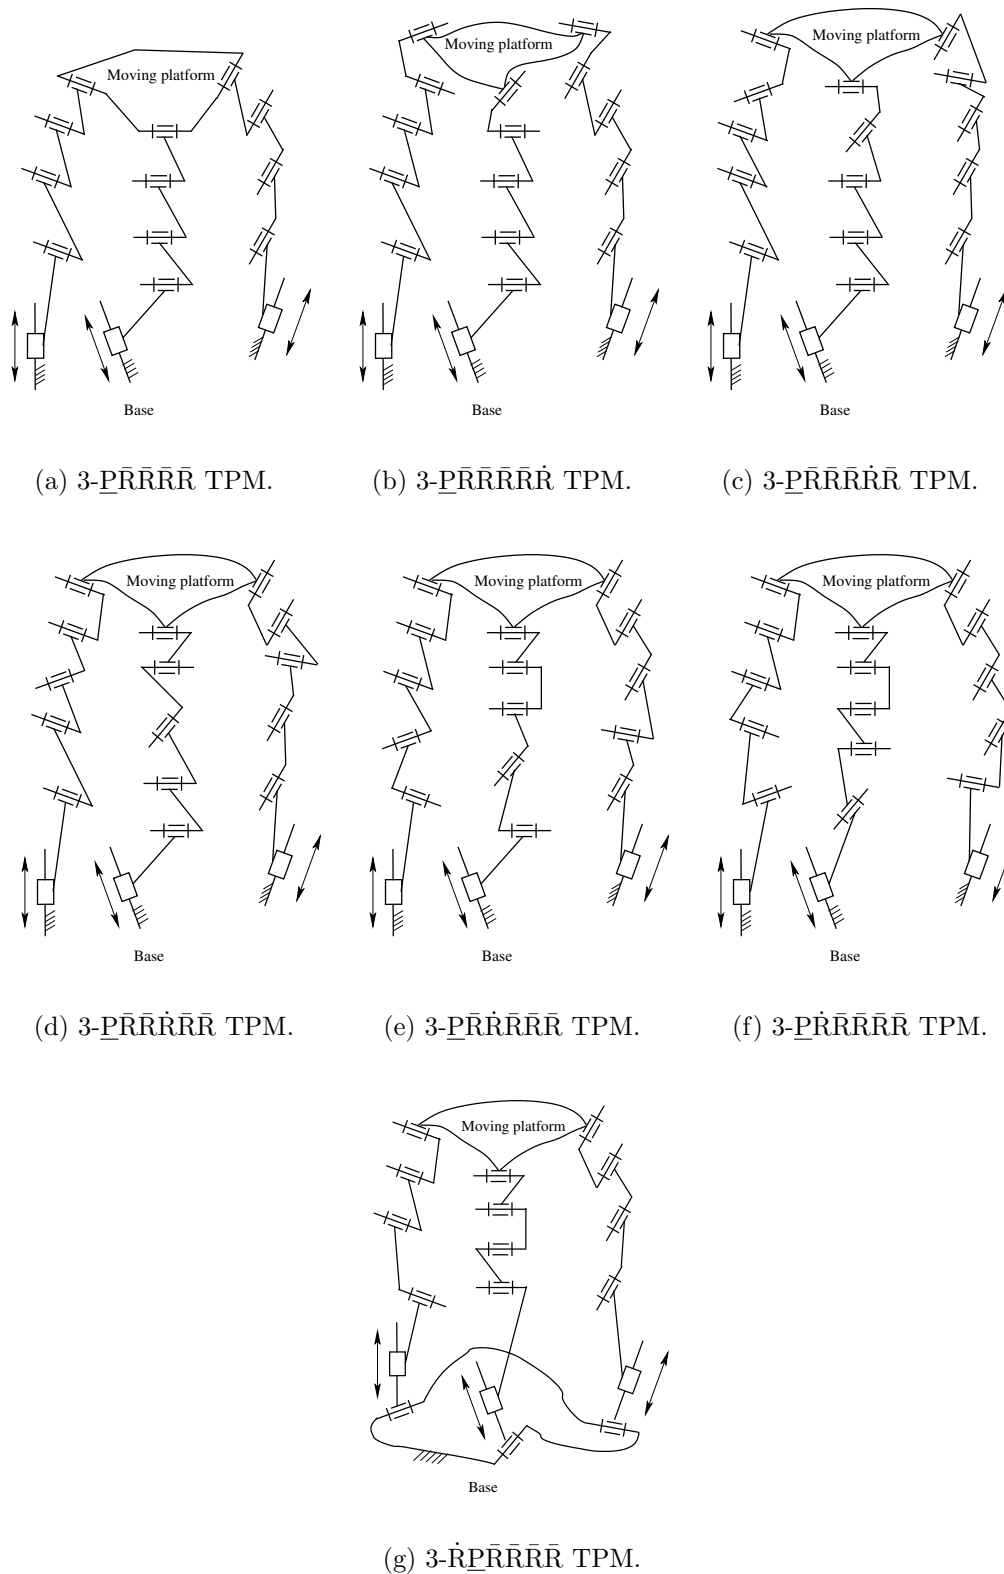 Moving platform
Base
(a) 3-P̲R̄R̄R̄R̄ TPM.
Moving platform
Base
(b) 3-P̲R̄R̄R̄R̄Ṙ TPM.
Moving platform
Base
(c) 3-P̲R̄R̄R̄ṘR̄ TPM.
Moving platform
Base
(d) 3-P̲R̄R̄ṘR̄R̄ TPM.
Moving platform
Base
(e) 3-P̲R̄ṘR̄R̄R̄ TPM.
Moving platform
Base
(f) 3-P̲ṘR̄R̄R̄R̄ TPM.
Moving platform
Base
(g) 3-ṘP̲R̄R̄R̄R̄ TPM.